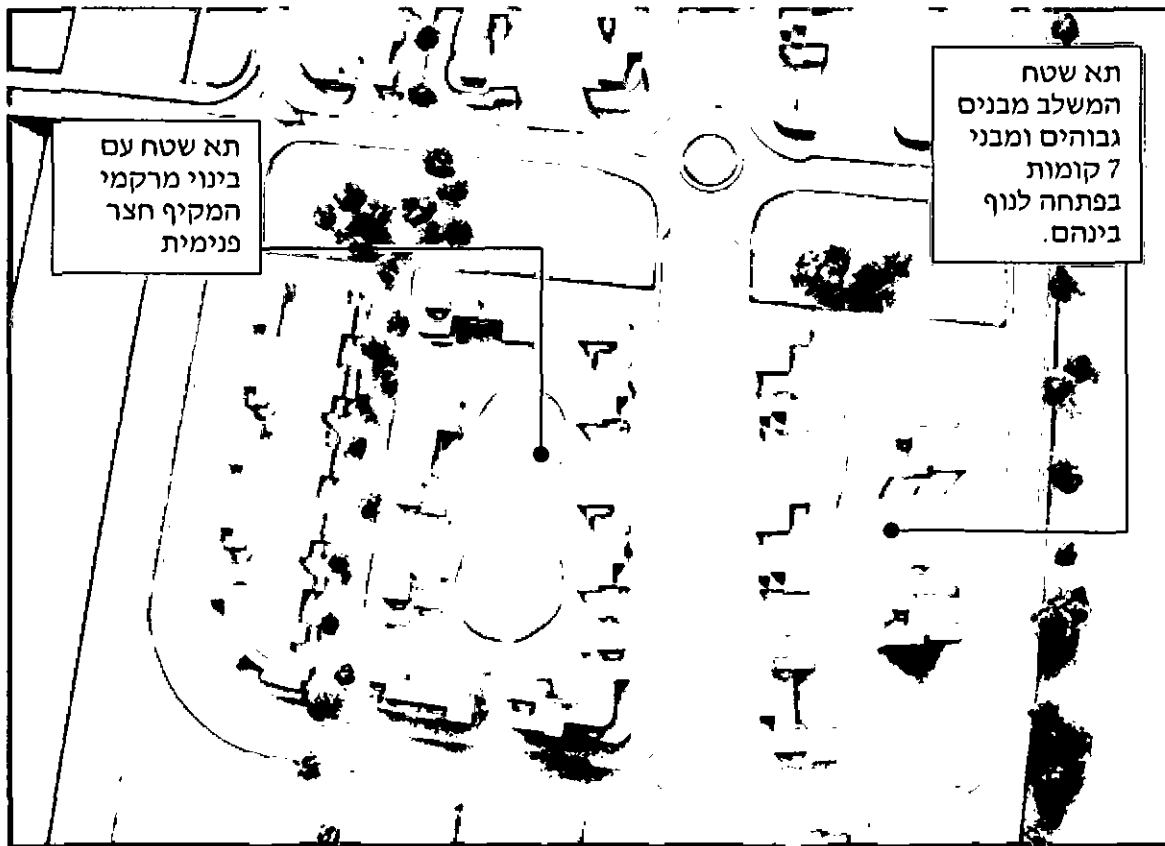 תא שטח
המשלב מבנים
גבוהים ומבני
7 קומות
בפתחה לנוף
בינהם.
תא שטח עם
בינוי מרקמי
המקיף חצר
פנימית